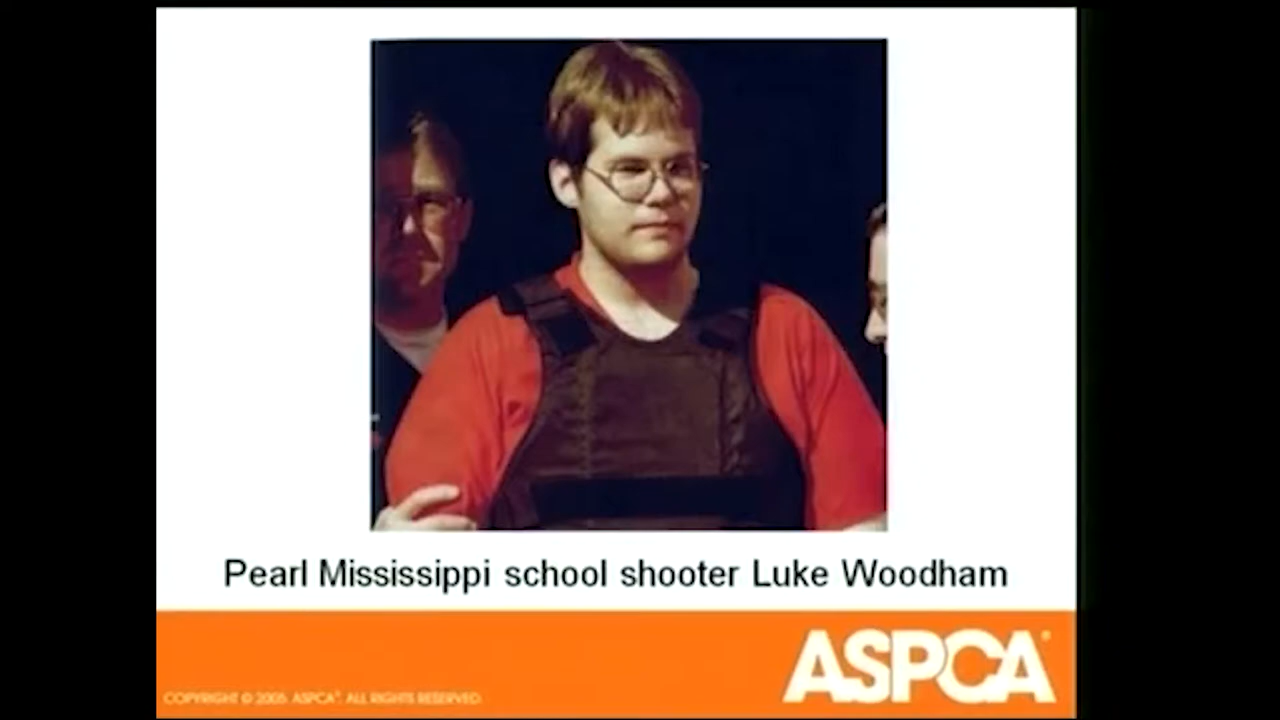 Pearl Mississippi school shooter Luke Woodham
ASPCA®
COPYRIGHT © 2005. ASPCA®. ALL RIGHTS RESERVED.